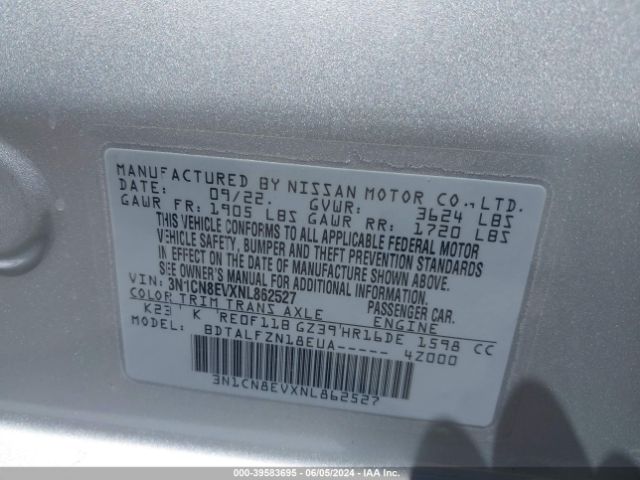 MANUFACTURED BY NISSAN MOTOR CO., LTD.
DATE: 09/22. GVWR: 3624 LBS
GAWR FR: 1905 LBS GAWR RR: 1720 LBS
THIS VEHICLE CONFORMS TO ALL APPLICABLE FEDERAL MOTOR
VEHICLE SAFETY, BUMPER AND THEFT PREVENTION STANDARDS
IN EFFECT ON THE DATE OF MANUFACTURE SHOWN ABOVE.
SEE OWNER'S MANUAL FOR ADDITIONAL INFORMATION.
VIN: 3N1CN8EVXNL862527 PASSENGER CAR.
COLOR TRIM TRANS AXLE ENGINE
K23 K RE0F11B GZ39 HR16DE 1598 CC
MODEL: BDTALFZN18EUA----- 4Z000
3N1CN8EVXNL862527
000-39583695 - 06/05/2024 - IAA Inc.